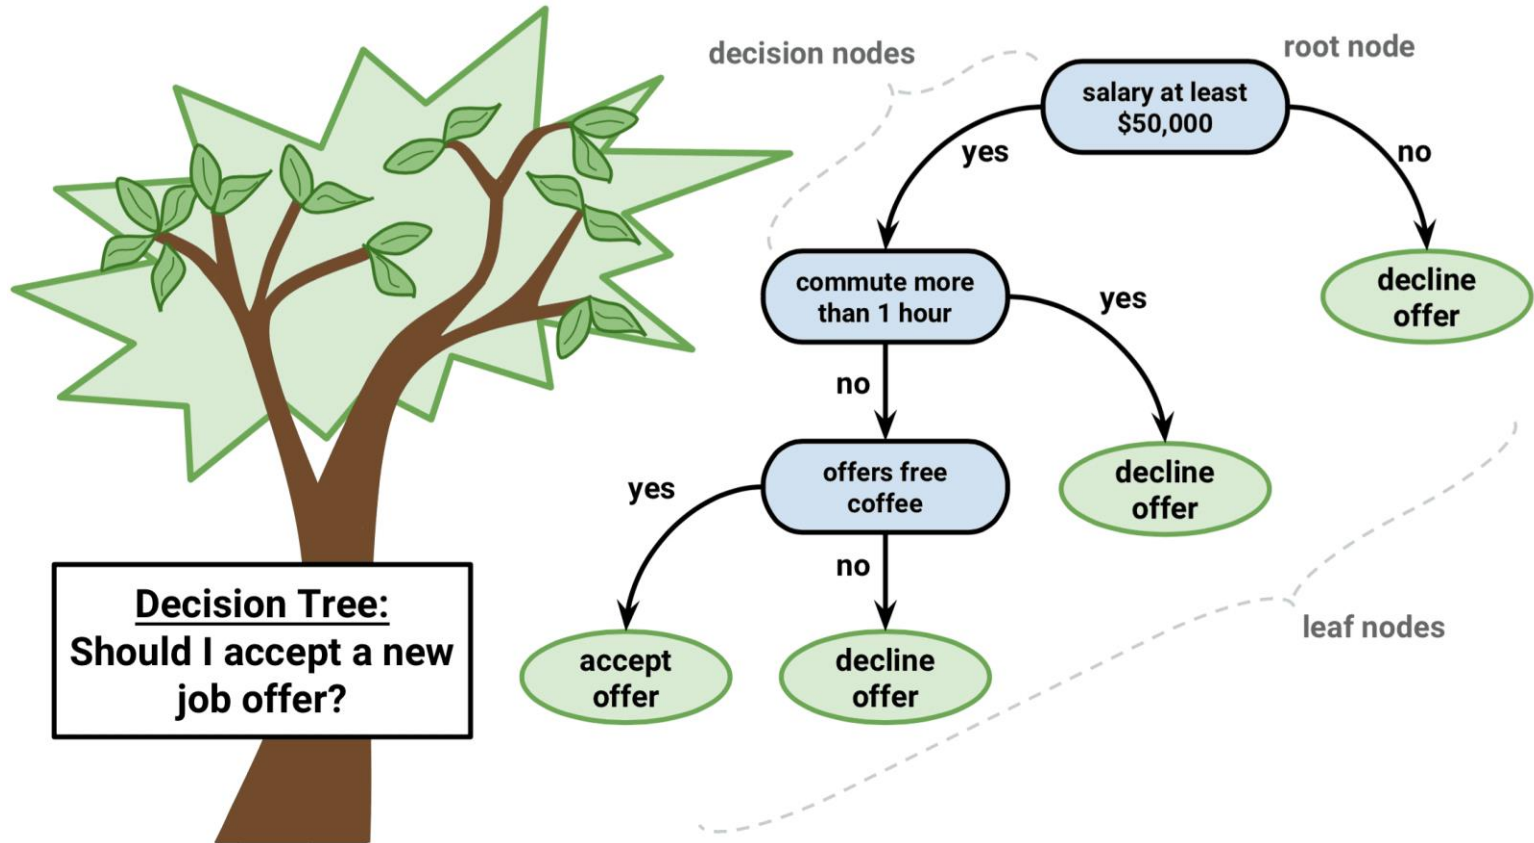 decision nodes
root node
salary at least
$50,000
yes
no
commute more
than 1 hour
yes
decline
offer
no
offers free
coffee
decline
offer
yes
no
leaf nodes
accept
offer
decline
offer
Decision Tree:
Should I accept a new
job offer?